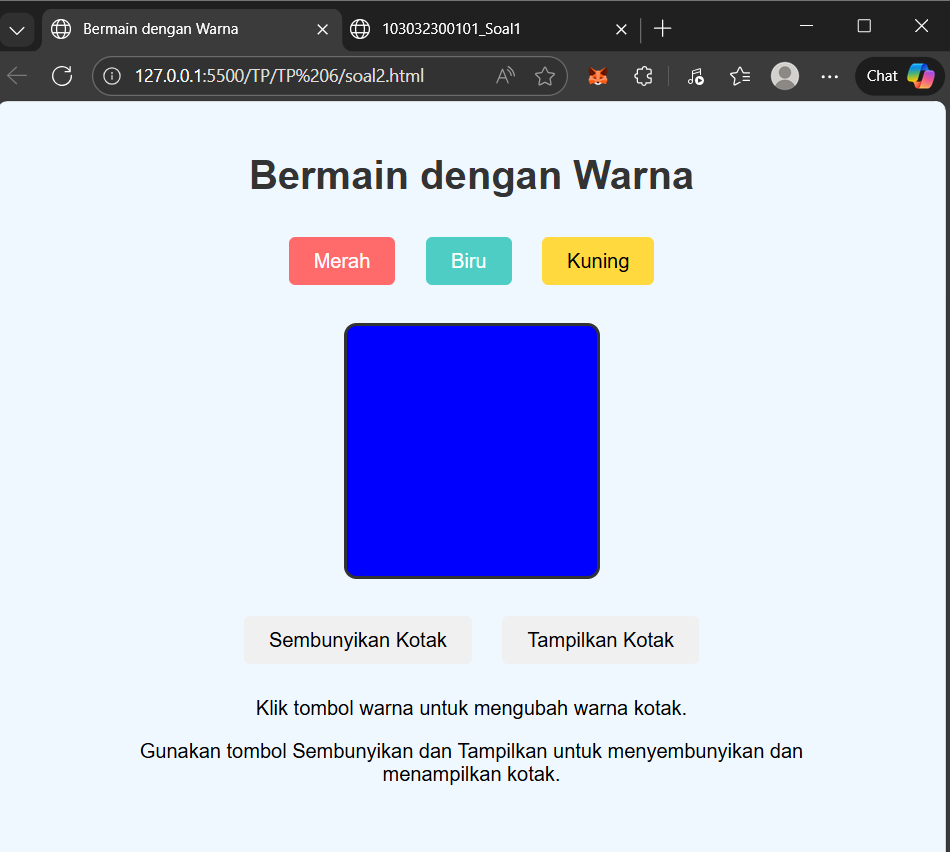 Bermain dengan Warna
103032300101_Soal1
127.0.0.1:5500/TP/TP%206/soal2.html
Chat
Bermain dengan Warna
Merah
Biru
Kuning
Sembunyikan Kotak
Tampilkan Kotak
Klik tombol warna untuk mengubah warna kotak.
Gunakan tombol Sembunyikan dan Tampilkan untuk menyembunyikan dan
menampilkan kotak.